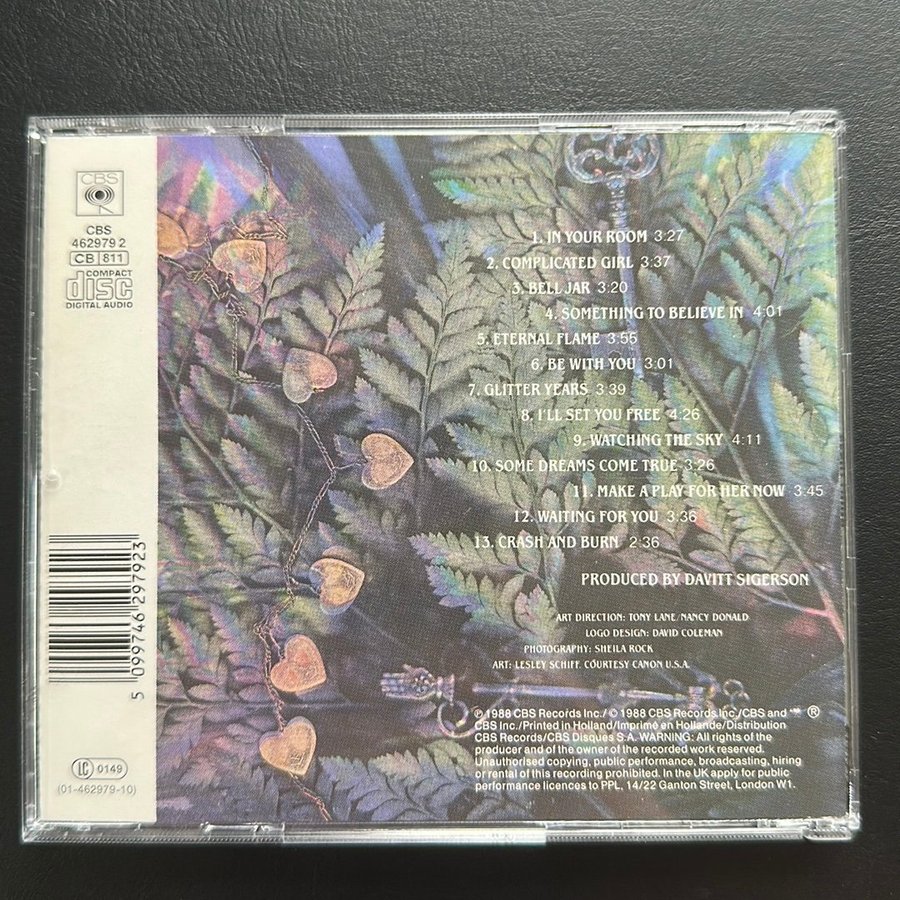 CBS
CBS
462979 2
CB 811
COMPACT
disc
DIGITAL AUDIO
1. IN YOUR ROOM 3:27
2. COMPLICATED GIRL 3:37
3. BELL JAR 3:20
4. SOMETHING TO BELIEVE IN 4:01
5. ETERNAL FLAME 3:55
6. BE WITH YOU 3:01
7. GLITTER YEARS 3:39
8. I'LL SET YOU FREE 4:26
9. WATCHING THE SKY 4:11
10. SOME DREAMS COME TRUE 3:26
11. MAKE A PLAY FOR HER NOW 3:45
12. WAITING FOR YOU 3:36
13. CRASH AND BURN 2:36
PRODUCED BY DAVITT SIGERSON
ART DIRECTION: TONY LANE/NANCY DONALD
LOGO DESIGN: DAVID COLEMAN
PHOTOGRAPHY: SHEILA ROCK
ART: LESLEY SCHIFF. COURTESY CANON U.S.A.
℗ 1988 CBS Records Inc./ © 1988 CBS Records Inc./CBS and ®
CBS Inc./Printed in Holland/Imprimé en Hollande/Distribution
CBS Records/CBS Disques S.A. WARNING: All rights of the
producer and of the owner of the recorded work reserved.
Unauthorised copying, public performance, broadcasting, hiring
or rental of this recording prohibited. In the UK apply for public
performance licences to PPL, 14/22 Ganton Street, London W1.
5 099746 297923
LC 0149
(01-462979-10)